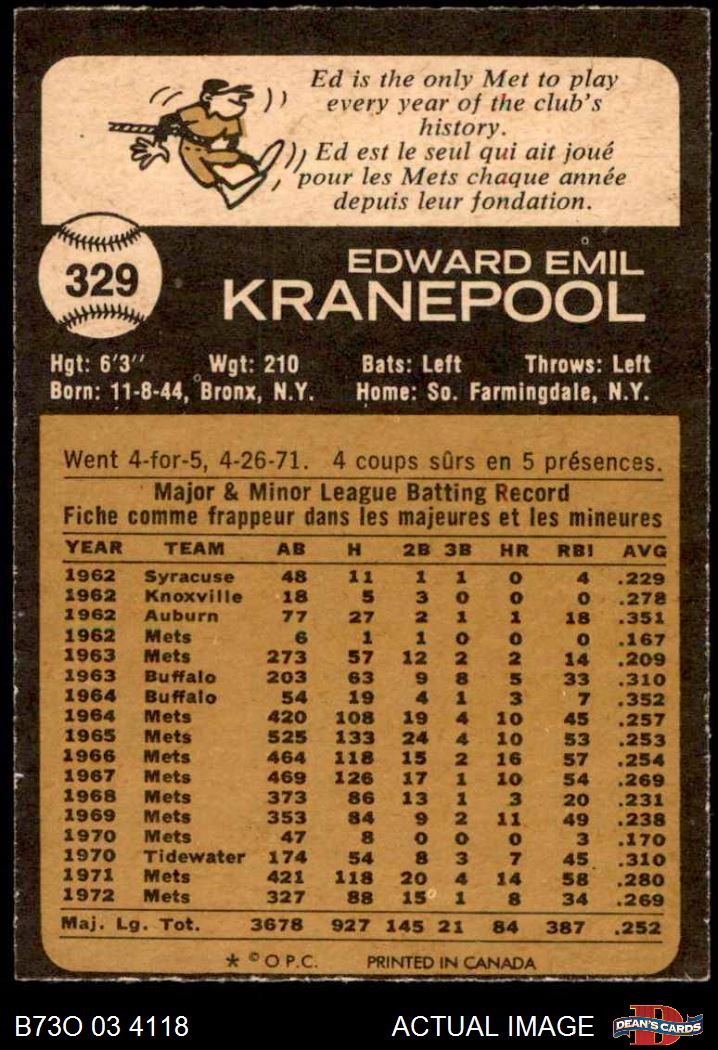 Ed is the only Met to play
every year of the club's
history.
Ed est le seul qui ait joué
pour les Mets chaque année
depuis leur fondation.
329
EDWARD EMIL
KRANEPOOL
Hgt: 6'3" Wgt: 210 Bats: Left Throws: Left
Born: 11-8-44, Bronx, N.Y. Home: So. Farmingdale, N.Y.
Went 4-for-5, 4-26-71. 4 coups sûrs en 5 présences.
Major & Minor League Batting Record
Fiche comme frappeur dans les majeures et les mineures
YEAR TEAM AB H 2B 3B HR RBI AVG
1962 Syracuse 48 11 1 1 0 4 .229
1962 Knoxville 18 5 3 0 0 0 .278
1962 Auburn 77 27 2 1 1 18 .351
1962 Mets 6 1 1 0 0 0 .167
1963 Mets 273 57 12 2 2 14 .209
1963 Buffalo 203 63 9 8 5 33 .310
1964 Buffalo 54 19 4 1 3 7 .352
1964 Mets 420 108 19 4 10 45 .257
1965 Mets 525 133 24 4 10 53 .253
1966 Mets 464 118 15 2 16 57 .254
1967 Mets 469 126 17 1 10 54 .269
1968 Mets 373 86 13 1 3 20 .231
1969 Mets 353 84 9 2 11 49 .238
1970 Mets 47 8 0 0 0 3 .170
1970 Tidewater 174 54 8 3 7 45 .310
1971 Mets 421 118 20 4 14 58 .280
1972 Mets 327 88 15 1 8 34 .269
Maj. Lg. Tot. 3678 927 145 21 84 387 .252
* © O P.C. PRINTED IN CANADA
B73O 03 4118 ACTUAL IMAGE D DEAN'S CARDS